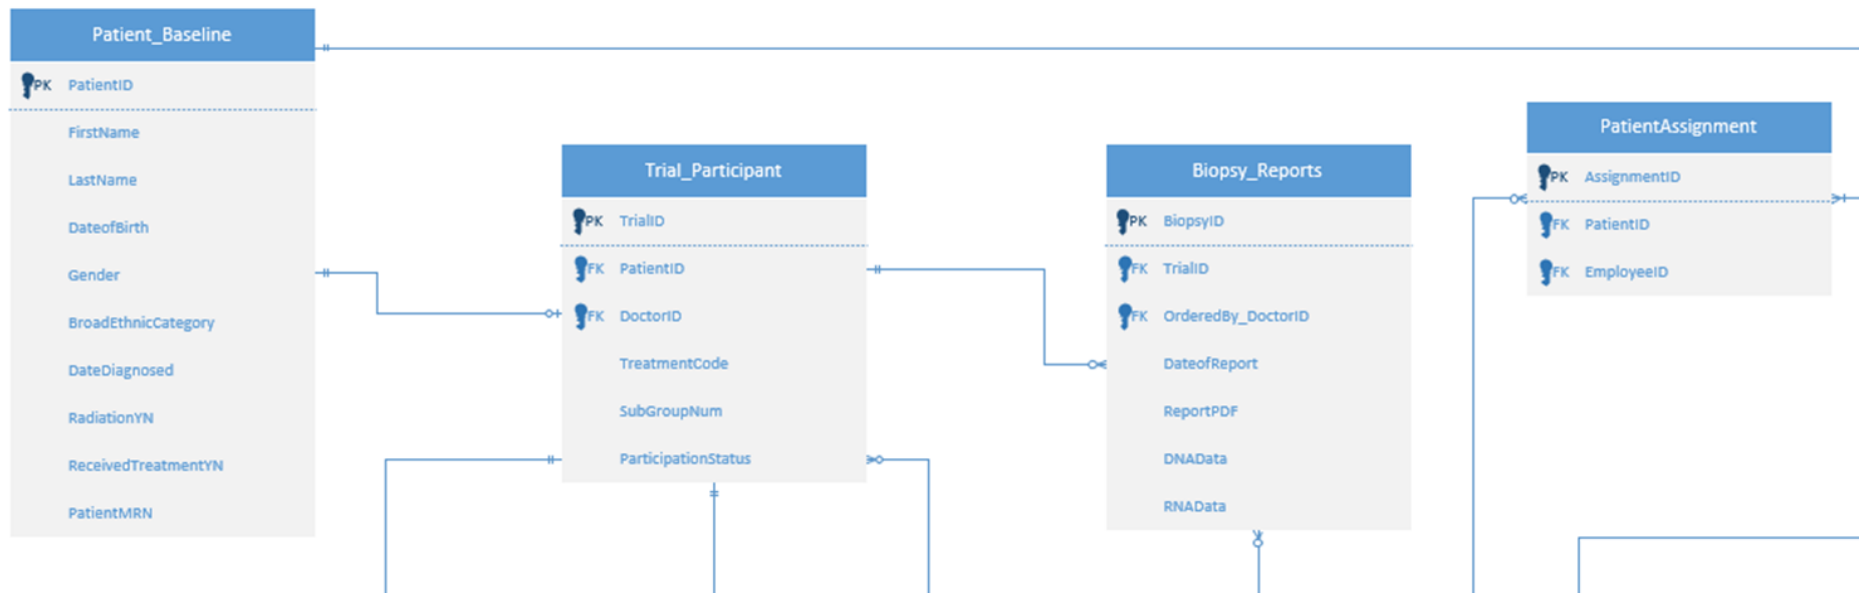 Patient_Baseline
PK PatientID
FirstName
LastName
DateofBirth
Gender
BroadEthnicCategory
DateDiagnosed
RadiationYN
ReceivedTreatmentYN
PatientMRN
Trial_Participant
PK TrialID
FK PatientID
FK DoctorID
TreatmentCode
SubGroupNum
ParticipationStatus
Biopsy_Reports
PK BiopsyID
FK TrialID
FK OrderedBy_DoctorID
DateofReport
ReportPDF
DNAData
RNAData
PatientAssignment
PK AssignmentID
FK PatientID
FK EmployeeID